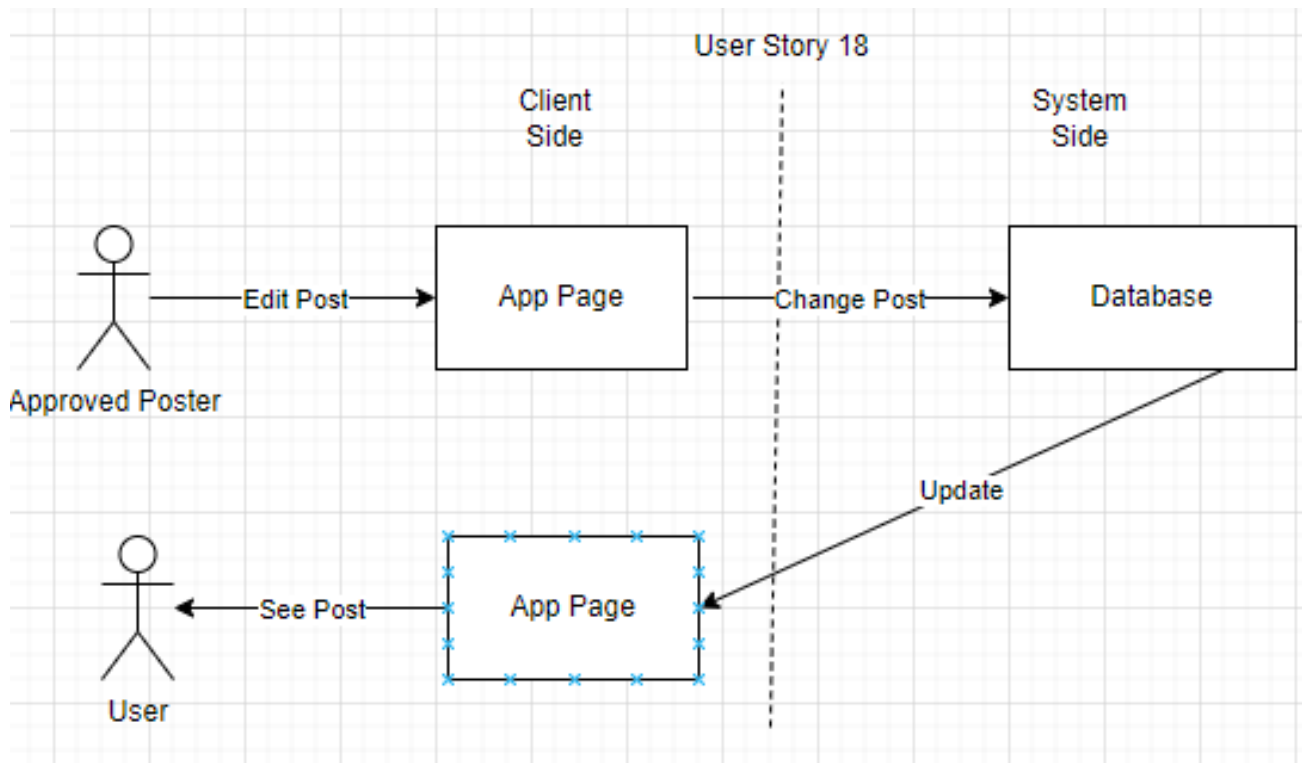 User Story 18
Client
Side
System
Side
Edit Post
App Page
Change Post
Database
Approved Poster
Update
See Post
App Page
User